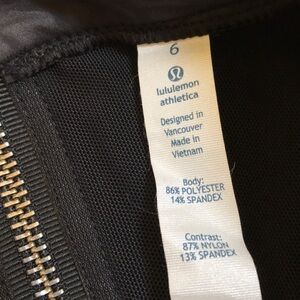 6
lululemon
athletica
Designed in
Vancouver
Made in
Vietnam
Body:
86% POLYESTER
14% SPANDEX
Contrast:
87% NYLON
13% SPANDEX